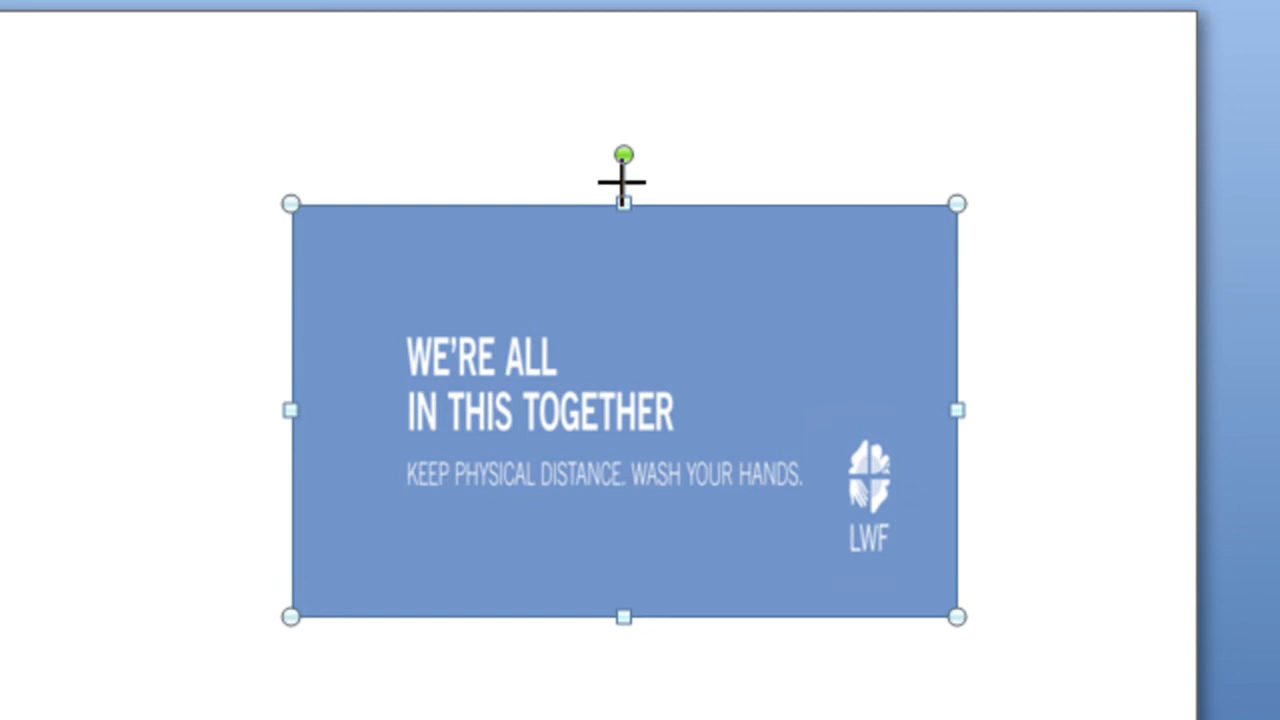 WE’RE ALL
IN THIS TOGETHER
KEEP PHYSICAL DISTANCE. WASH YOUR HANDS.
LWF